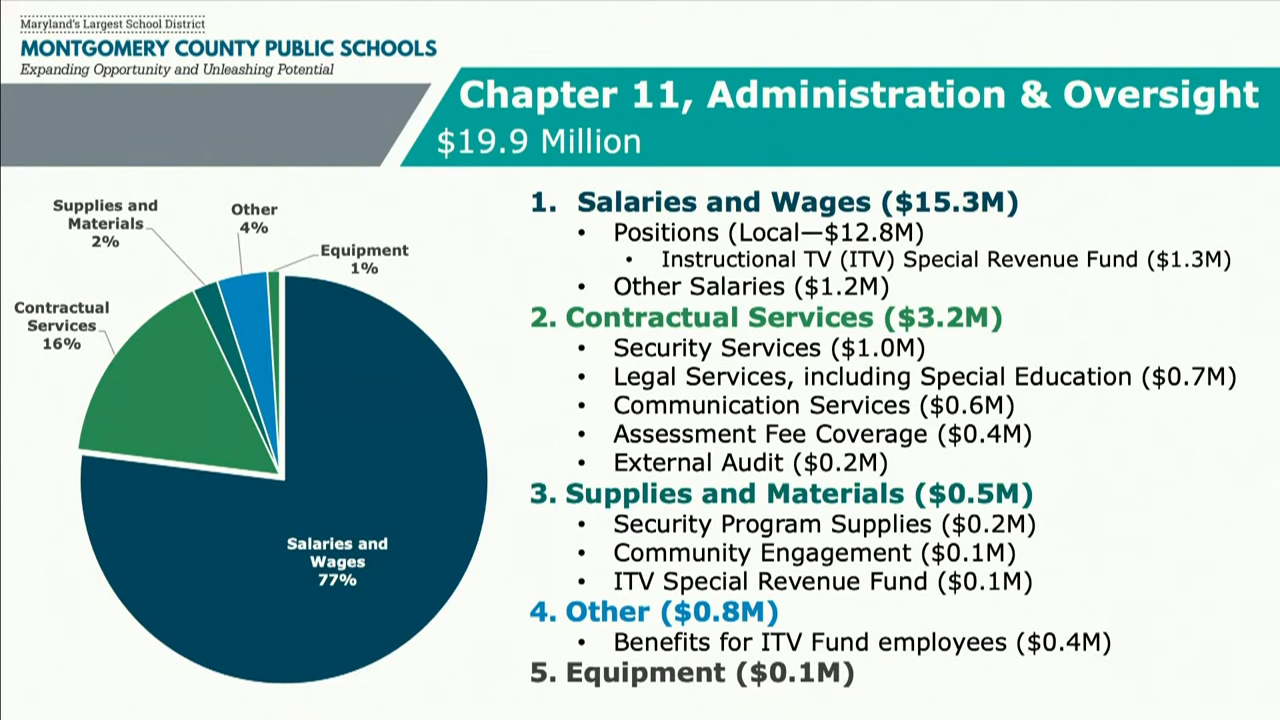 Maryland's Largest School District
MONTGOMERY COUNTY PUBLIC SCHOOLS
Expanding Opportunity and Unleashing Potential
Chapter 11, Administration & Oversight
$19.9 Million
Supplies and
Materials
2%
Other
4%
Equipment
1%
Contractual
Services
16%
Salaries and
Wages
77%
1. Salaries and Wages ($15.3M)
• Positions (Local—$12.8M)
• Instructional TV (ITV) Special Revenue Fund ($1.3M)
• Other Salaries ($1.2M)
2. Contractual Services ($3.2M)
• Security Services ($1.0M)
• Legal Services, including Special Education ($0.7M)
• Communication Services ($0.6M)
• Assessment Fee Coverage ($0.4M)
• External Audit ($0.2M)
3. Supplies and Materials ($0.5M)
• Security Program Supplies ($0.2M)
• Community Engagement ($0.1M)
• ITV Special Revenue Fund ($0.1M)
4. Other ($0.8M)
• Benefits for ITV Fund employees ($0.4M)
5. Equipment ($0.1M)